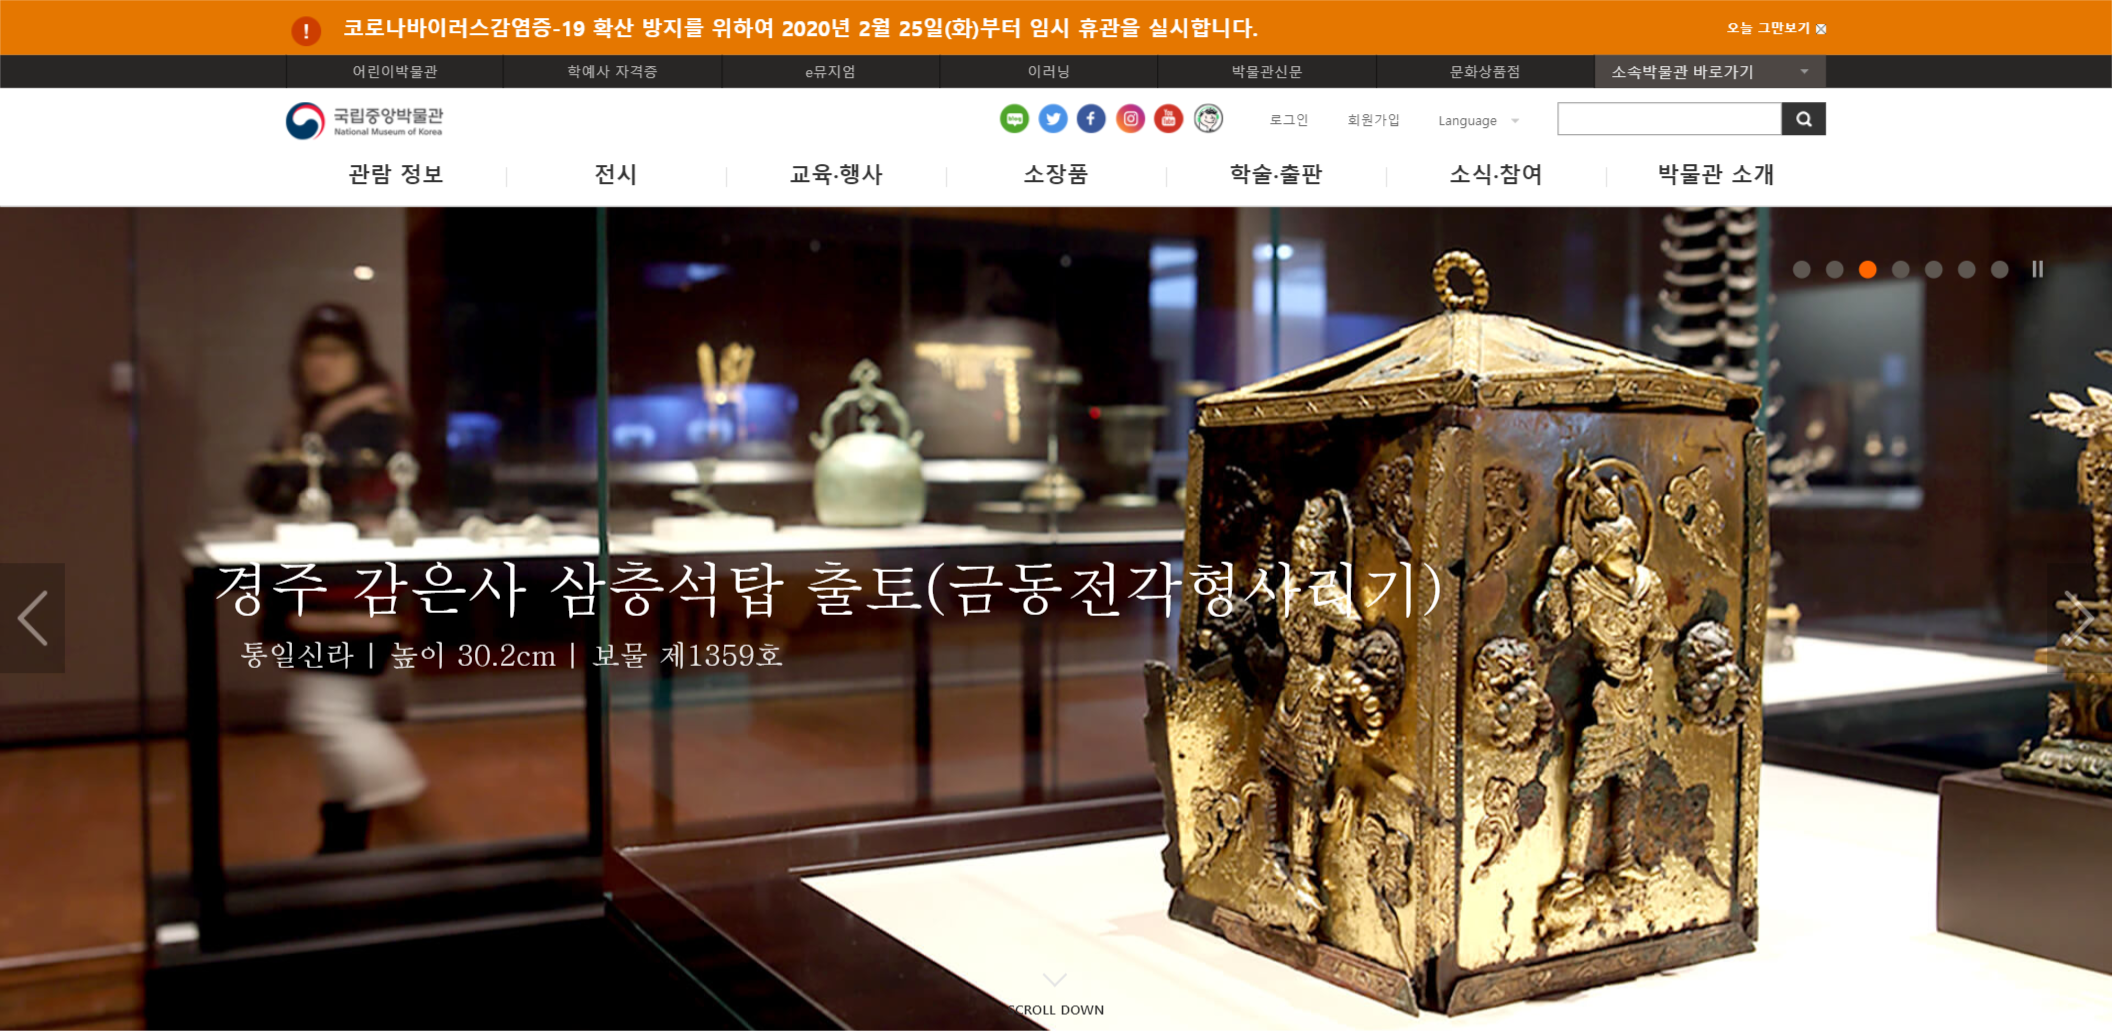 코로나바이러스감염증-19 확산 방지를 위하여 2020년 2월 25일(화)부터 임시 휴관을 실시합니다.
오늘 그만보기
어린이박물관
학예사 자격증
e뮤지엄
이러닝
박물관신문
문화상품점
소속박물관 바로가기
국립중앙박물관
National Museum of Korea
blog
You Tube
로그인
회원가입
Language
관람 정보
전시
교육·행사
소장품
학술·출판
소식·참여
박물관 소개
경주 감은사 삼층석탑 출토(금동전각형사리기)
통일신라 | 높이 30.2cm | 보물 제1359호
SCROLL DOWN